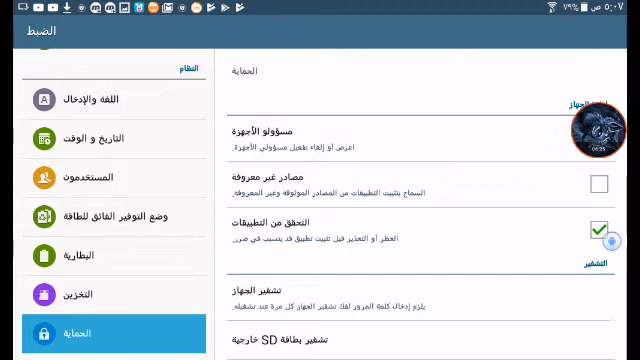 ٥:٠٧ ص
٧٩%
الضبط
النظام
اللغة والإدخال
التاريخ و الوقت
المستخدمون
وضع التوفير الفائق للطاقة
البطارية
التخزين
الحماية
الحماية
الجهاز
مسؤولو الأجهزة
اعرض أو إلغاء تفعيل مسؤولي الأجهزة.
مصادر غير معروفة
السماح بتثبيت التطبيقات من المصادر الموثوقة وغير المعروفة.
التحقق من التطبيقات
الحظر أو التحذير قبل تثبيت تطبيق قد يتسبب في ضرر.
التشفير
تشفير الجهاز
يلزم إدخال كلمة المرور لفك تشفير الجهاز كل مرة عند تشغيله.
تشفير بطاقة SD خارجية